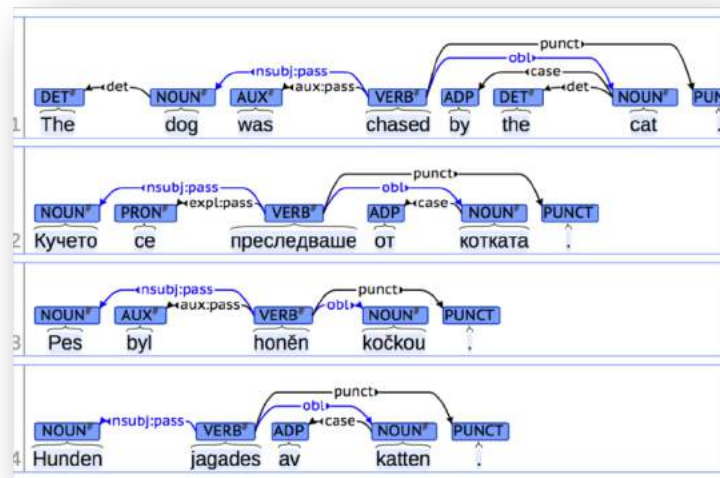 punct
obl
nsubj:pass case
det aux:pass det
DET# NOUN# AUX# VERB# ADP DET# NOUN# PUN
1 The dog was chased by the cat .
punct
nsubj:pass obl
expl:pass case
NOUN# PRON# VERB# ADP NOUN# PUNCT
2 Кучето се преследваше от котката .
nsubj:pass punct
aux:pass obl
NOUN# AUX# VERB# NOUN# PUNCT
3 Pes byl honěn kočkou .
punct
obl
nsubj:pass case
NOUN# VERB# ADP NOUN# PUNCT
4 Hunden jagades av katten .